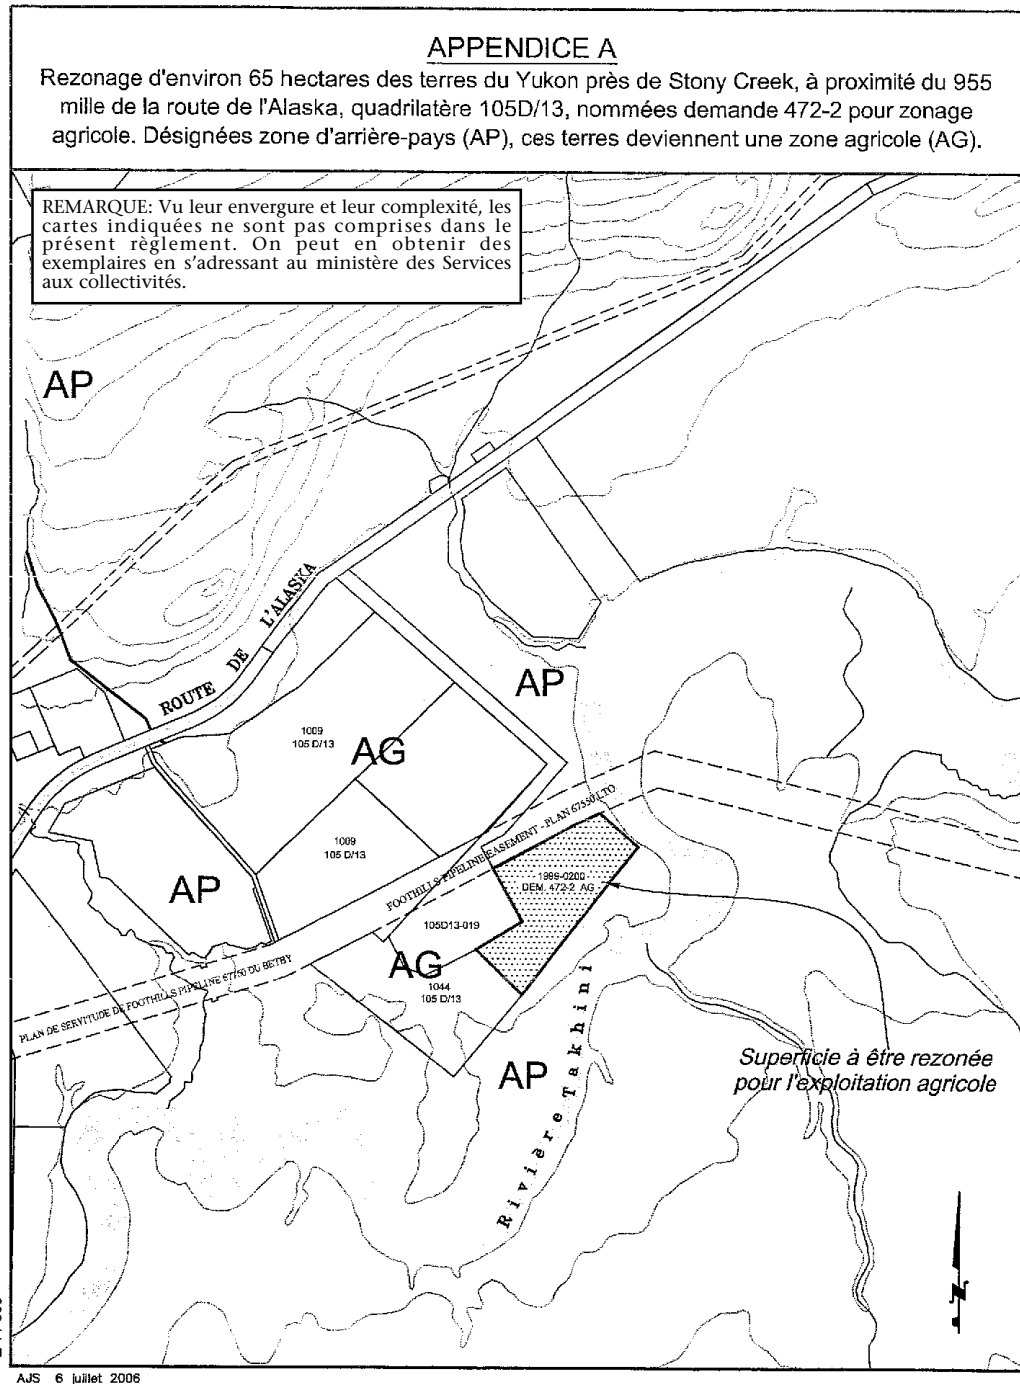 APPENDICE A
Rezonage d'environ 65 hectares des terres du Yukon près de Stony Creek, à proximité du 955
mille de la route de l'Alaska, quadrilatère 105D/13, nommées demande 472-2 pour zonage
agricole. Désignées zone d'arrière-pays (AP), ces terres deviennent une zone agricole (AG).
REMARQUE: Vu leur envergure et leur complexité, les
cartes indiquées ne sont pas comprises dans le
présent règlement. On peut en obtenir des
exemplaires en s'adressant au ministère des Services
aux collectivités.
AP
ROUTE DE L'ALASKA
AP
1009
105 D/13
AG
1009
105 D/13
FOOTHILLS PIPELINE EASEMENT - PLAN 67550 LTO
1999-0200
DEM. 472-2 AG
AP
105D13-019
AG
1044
105 D/13
PLAN DE SERVITUDE DE FOOTHILLS PIPELINE 67750 DU BETBY
AP
Rivière Takhini
Superficie à être rezonée
pour l'exploitation agricole
AJS 6 juillet 2006